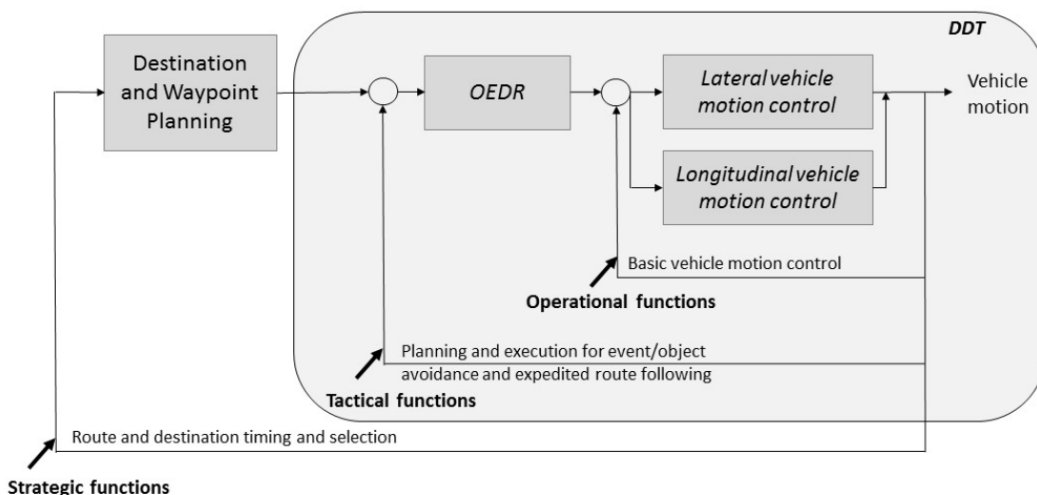 DDT
Destination
and Waypoint
Planning
OEDR
Lateral vehicle
motion control
Vehicle
motion
Longitudinal vehicle
motion control
Basic vehicle motion control
Operational functions
Planning and execution for event/object
avoidance and expedited route following
Tactical functions
Route and destination timing and selection
Strategic functions